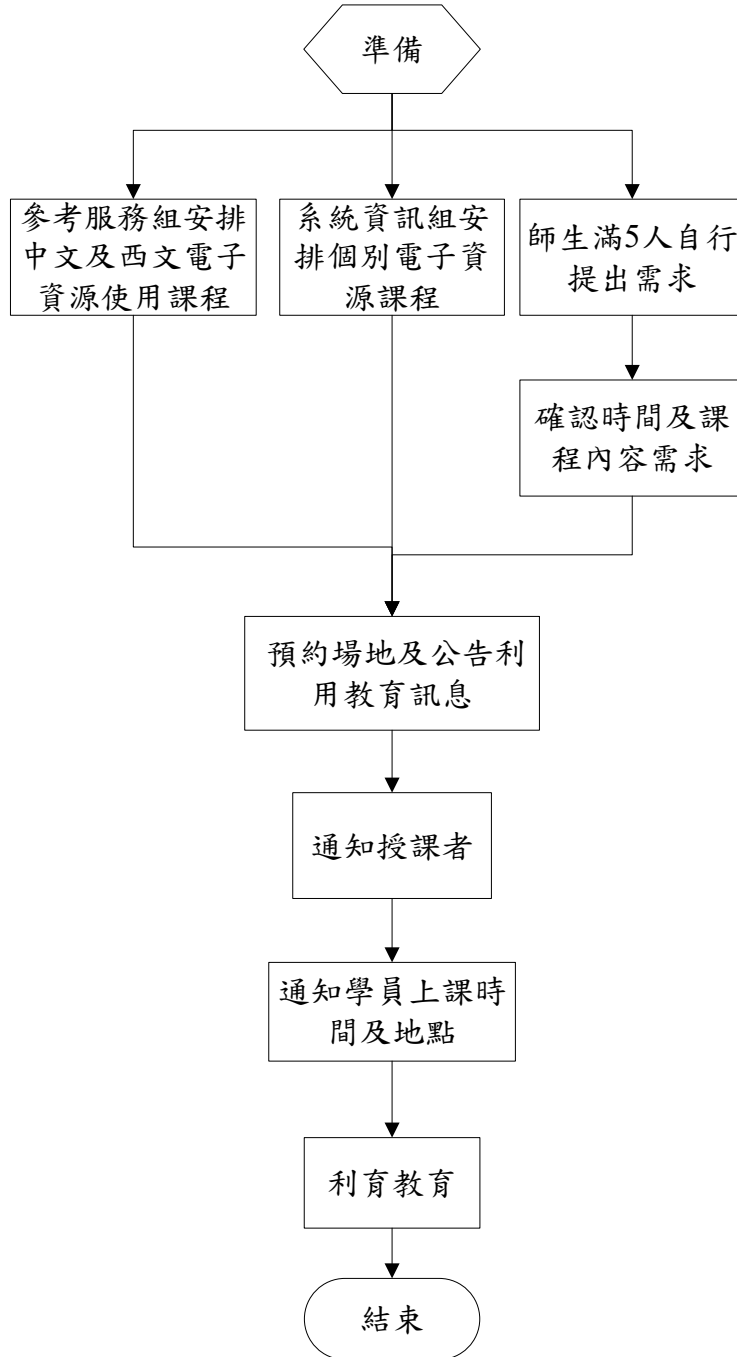 準備
參考服務組安排
中文及西文電子
資源使用課程
系統資訊組安
排個別電子資
源課程
師生滿5人自行
提出需求
確認時間及課
程內容需求
預約場地及公告利
用教育訊息
通知授課者
通知學員上課時
間及地點
利育教育
結束